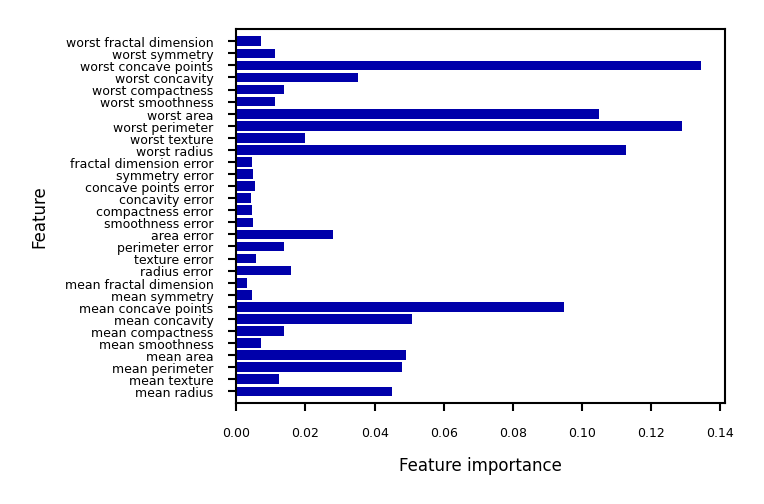 worst fractal dimension
worst symmetry
worst concave points
worst concavity
worst compactness
worst smoothness
worst area
worst perimeter
worst texture
worst radius
fractal dimension error
symmetry error
concave points error
concavity error
compactness error
smoothness error
area error
perimeter error
texture error
radius error
mean fractal dimension
mean symmetry
mean concave points
mean concavity
mean compactness
mean smoothness
mean area
mean perimeter
mean texture
mean radius
Feature
0.00 0.02 0.04 0.06 0.08 0.10 0.12 0.14
Feature importance